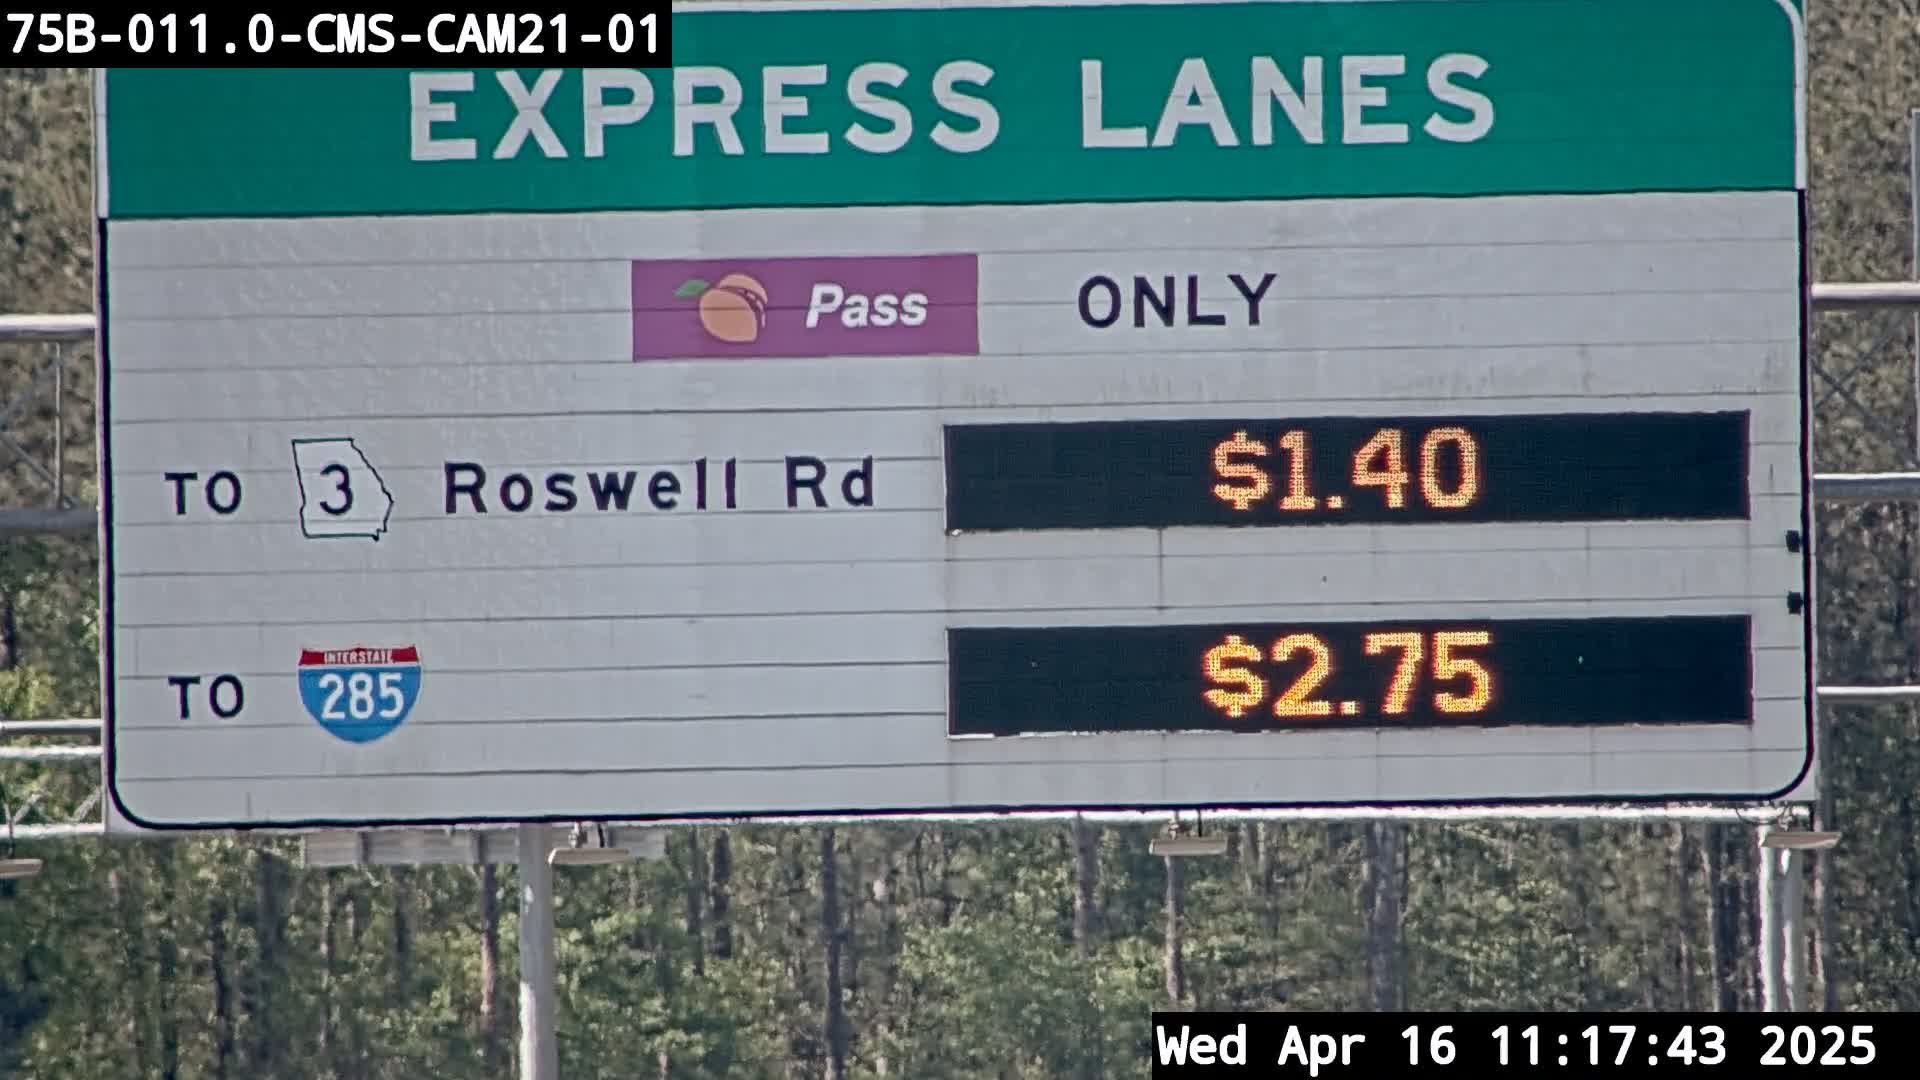 75B-011.0-CMS-CAM21-01
EXPRESS LANES
Pass ONLY
TO 3 Roswell Rd $1.40
INTERSTATE
TO 285 $2.75
Wed Apr 16 11:17:43 2025